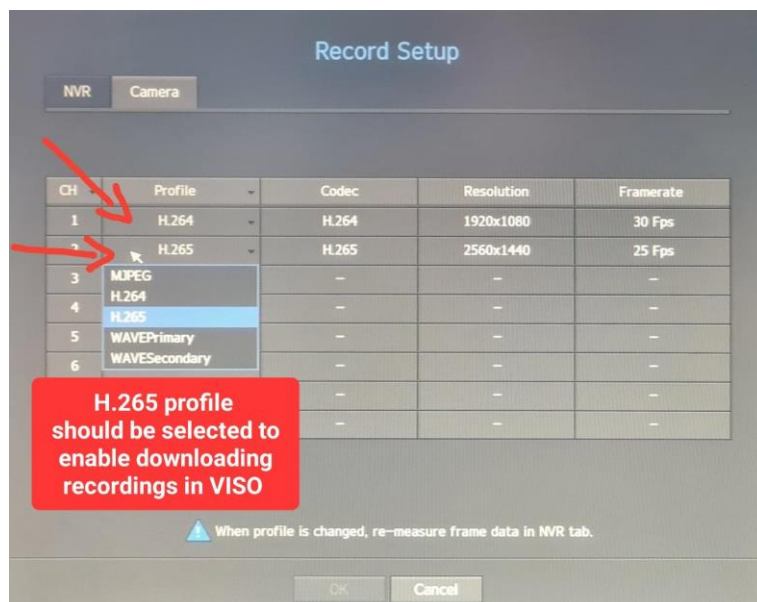 Record Setup
NVR Camera
CH Profile Codec Resolution Framerate
1 H.264 H.264 1920x1080 30 Fps
2 H.265 H.265 2560x1440 25 Fps
3 MJPEG – – –
4 H.264 – – –
H.265
5 WAVEPrimary – – –
6 WAVESecondary – – –
– – –
– – –
H.265 profile
should be selected to
enable downloading
recordings in VISO
When profile is changed, re-measure frame data in NVR tab.
OK Cancel